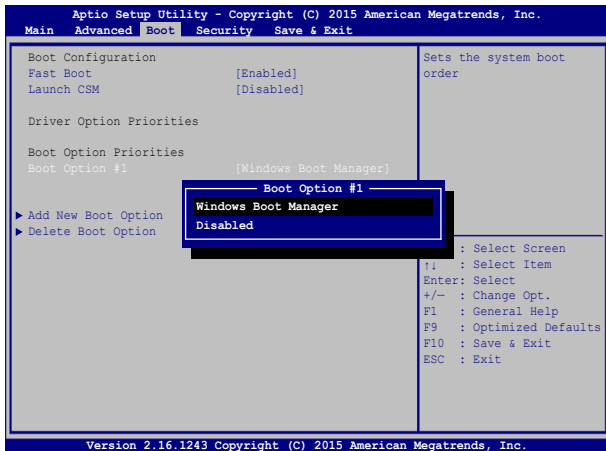 Aptio Setup Utility - Copyright (C) 2015 American Megatrends, Inc.
Main Advanced Boot Security Save & Exit
Boot Configuration
Fast Boot [Enabled]
Launch CSM [Disabled]
Driver Option Priorities
Boot Option Priorities
Boot Option #1 [Windows Boot Manager]
Add New Boot Option
Delete Boot Option
Boot Option #1
Windows Boot Manager
Disabled
Sets the system boot
order
: Select Screen
↑↓ : Select Item
Enter: Select
+/— : Change Opt.
F1 : General Help
F9 : Optimized Defaults
F10 : Save & Exit
ESC : Exit
Version 2.16.1243 Copyright (C) 2015 American Megatrends, Inc.